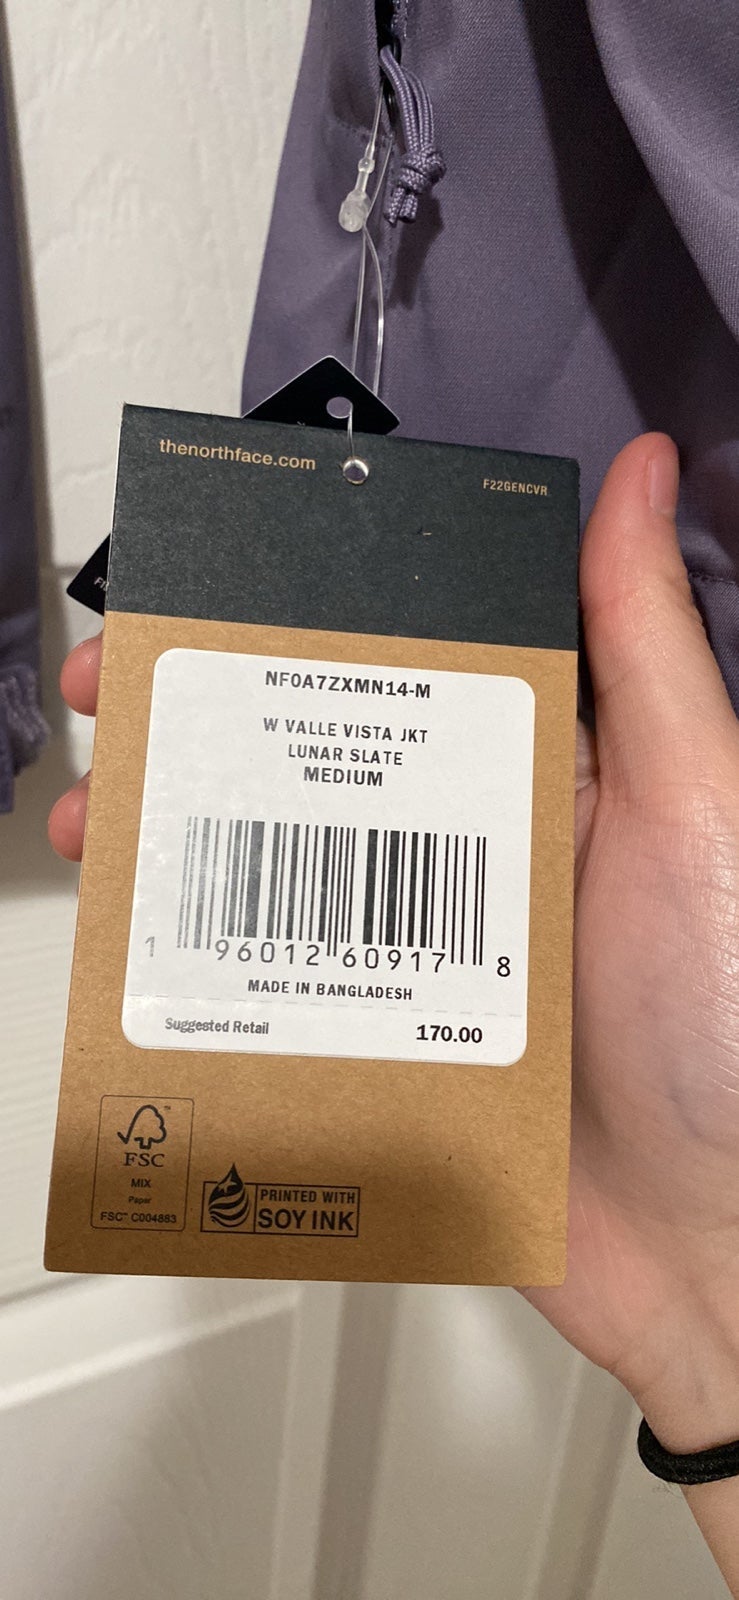 thenorthface.com
F22GENCVR
NF0A7ZXMN14-M
W VALLE VISTA JKT
LUNAR SLATE
MEDIUM
1 96012 60917 8
MADE IN BANGLADESH
Suggested Retail 170.00
FSC
MIX
Paper
FSC™ C004883
PRINTED WITH
SOY INK